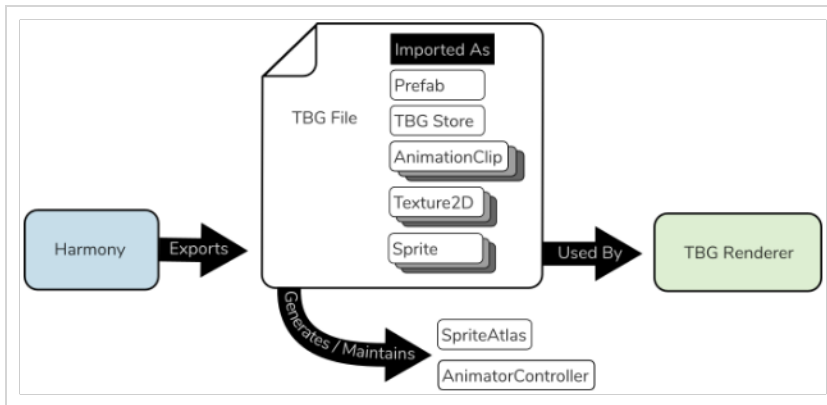 Imported As
Prefab
TBG File
TBG Store
AnimationClip
Texture2D
Sprite
Harmony
Exports
Used By
TBG Renderer
Generates / Maintains
SpriteAtlas
AnimatorController